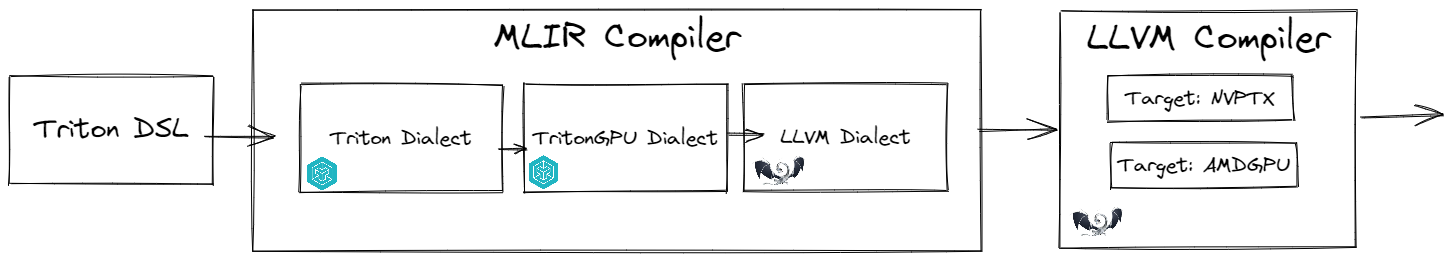 MLIR Compiler
LLVM Compiler
Triton DSL
Triton Dialect
TritonGPU Dialect
LLVM Dialect
Target: NVPTX
Target: AMDGPU